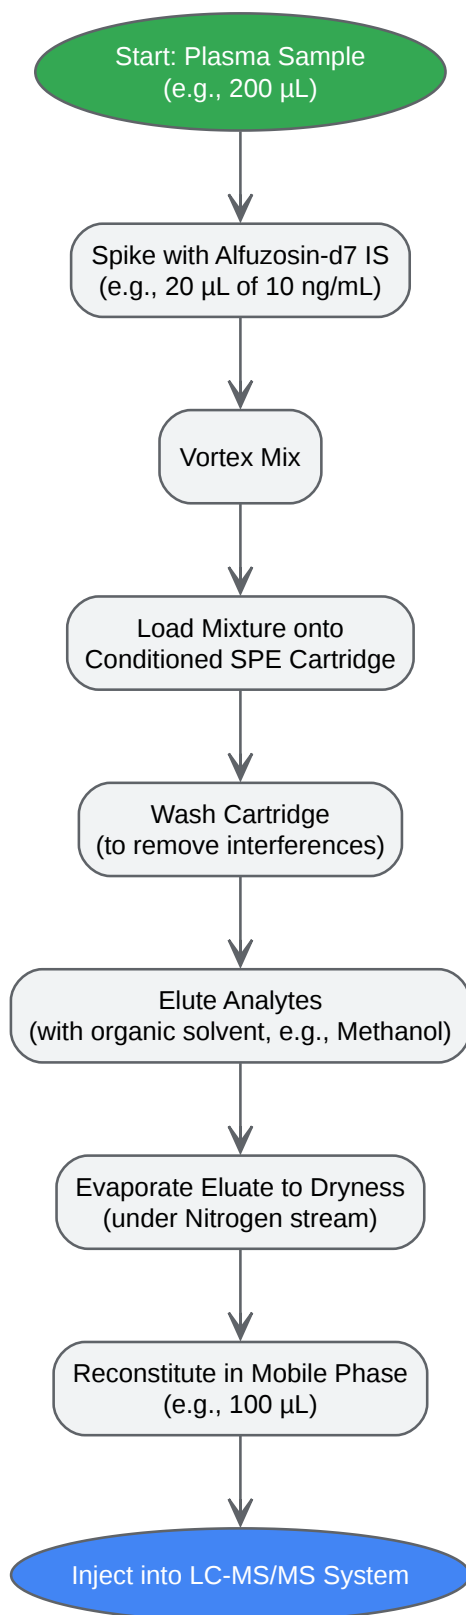 Start: Plasma Sample
(e.g., 200 µL)
Spike with Alfuzosin-d7 IS
(e.g., 20 µL of 10 ng/mL)
Vortex Mix
Load Mixture onto
Conditioned SPE Cartridge
Wash Cartridge
(to remove interferences)
Elute Analytes
(with organic solvent, e.g., Methanol)
Evaporate Eluate to Dryness
(under Nitrogen stream)
Reconstitute in Mobile Phase
(e.g., 100 µL)
Inject into LC-MS/MS System